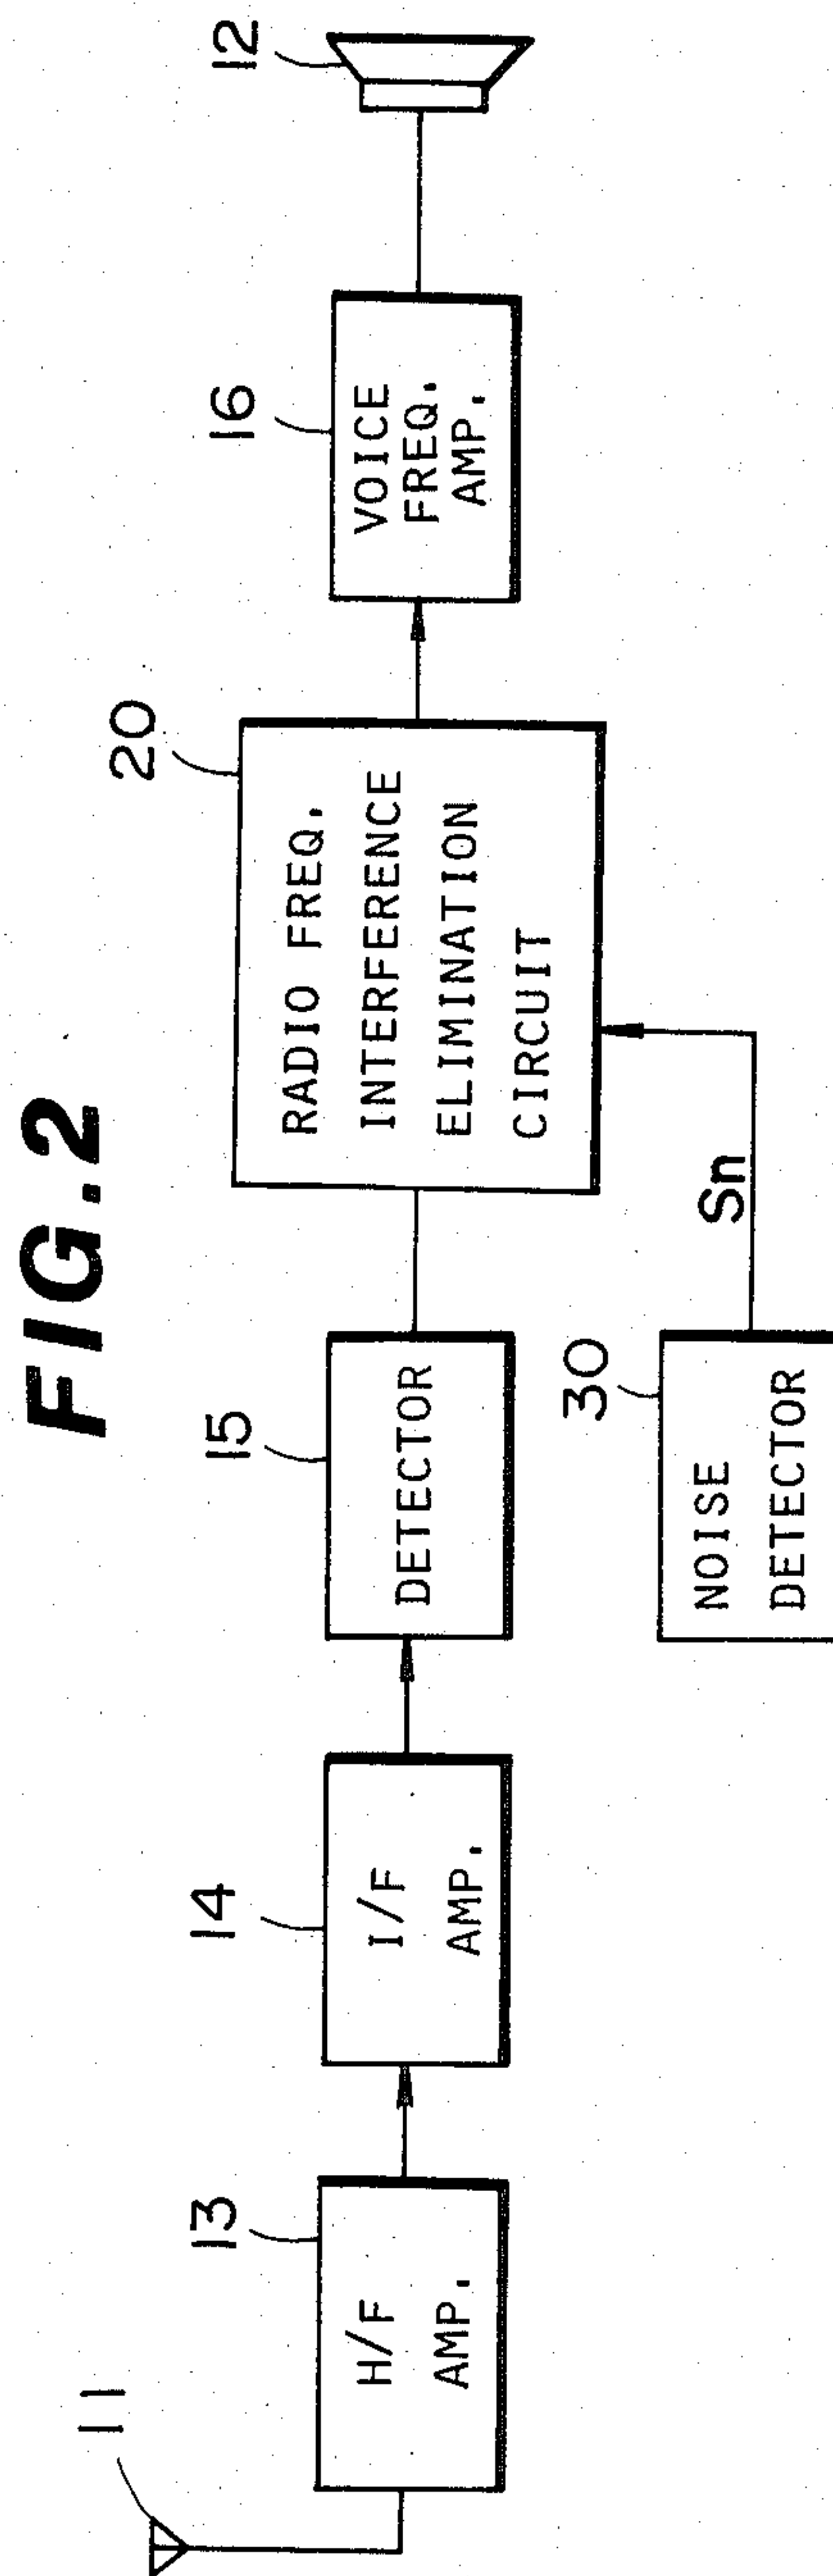 FIG.2
11
13
H/F
AMP.
14
I/F
AMP.
15
DETECTOR
30
NOISE
DETECTOR
Sn
20
RADIO FREQ.
INTERFERENCE
ELIMINATION
CIRCUIT
16
VOICE
FREQ.
AMP.
12